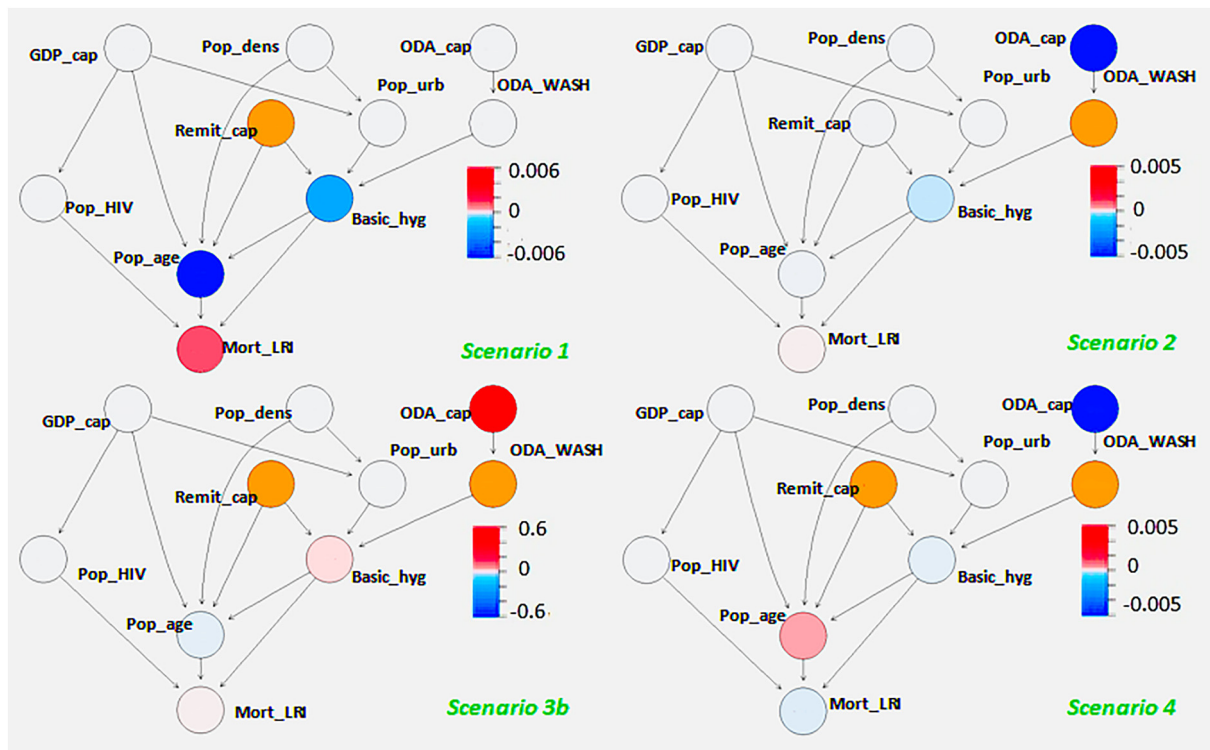 GDP_cap
Pop_dens
ODA_cap
Pop_urb
ODA_WASH
Remit_cap
0.006
0
-0.006
Pop_HIV
Basic_hyg
Pop_age
Mort_LRI
Scenario 1
GDP_cap
Pop_dens
ODA_cap
Pop_urb
ODA_WASH
Remit_cap
0.005
0
-0.005
Pop_HIV
Basic_hyg
Pop_age
Mort_LRI
Scenario 2
GDP_cap
Pop_dens
ODA_cap
Pop_urb
ODA_WASH
Remit_cap
0.6
0
-0.6
Pop_HIV
Basic_hyg
Pop_age
Mort_LRI
Scenario 3b
GDP_cap
Pop_dens
ODA_cap
Pop_urb
ODA_WASH
Remit_cap
0.005
0
-0.005
Pop_HIV
Basic_hyg
Pop_age
Mort_LRI
Scenario 4